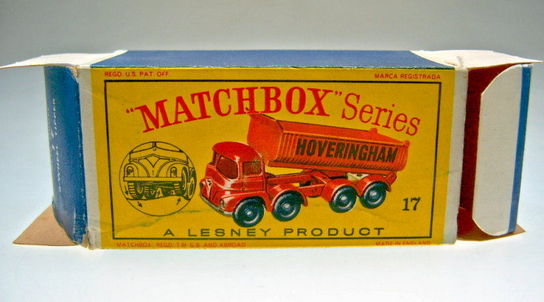 REGD. U.S. PAT. OFF.
MARCA REGISTRADA
"MATCHBOX" Series
HOVERINGHAM
17
A LESNEY PRODUCT
MATCHBOX REGD T.M. U.S. AND ABROAD
MADE IN ENGLAND